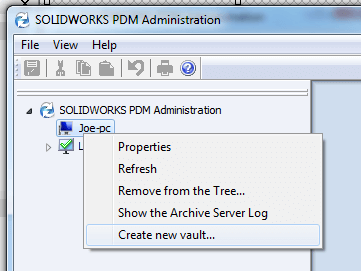 SOLIDWORKS PDM Administration
File View Help
SOLIDWORKS PDM Administration
Joe-pc
L
Properties
Refresh
Remove from the Tree...
Show the Archive Server Log
Create new vault...